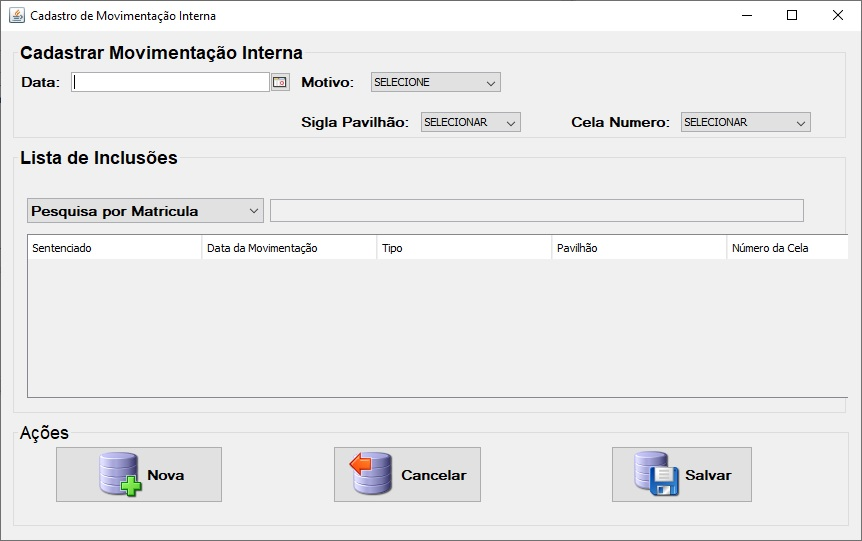 Cadastro de Movimentação Interna
Cadastrar Movimentação Interna
Data: Motivo: SELECIONE
Sigla Pavilhão: SELECIONAR Cela Numero: SELECIONAR
Lista de Inclusões
Pesquisa por Matricula
Sentenciado Data da Movimentação Tipo Pavilhão Número da Cela
Ações
Nova Cancelar Salvar